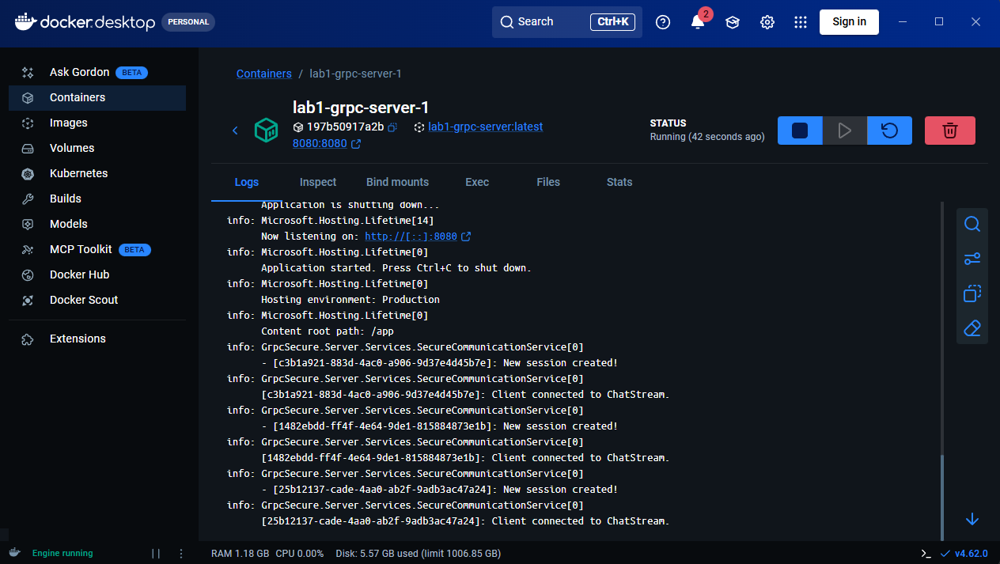 docker.desktop PERSONAL Search Ctrl+K 2 Sign in
Ask Gordon BETA
Containers
Images
Volumes
Kubernetes
Builds
Models
MCP Toolkit BETA
Docker Hub
Docker Scout
Extensions
Containers / lab1-grpc-server-1
lab1-grpc-server-1
197b50917a2b lab1-grpc-server:latest
8080:8080
STATUS
Running (42 seconds ago)
Logs Inspect Bind mounts Exec Files Stats
Application is shutting down...
info: Microsoft.Hosting.Lifetime[14]
Now listening on: http://[::]:8080
info: Microsoft.Hosting.Lifetime[0]
Application started. Press Ctrl+C to shut down.
info: Microsoft.Hosting.Lifetime[0]
Hosting environment: Production
info: Microsoft.Hosting.Lifetime[0]
Content root path: /app
info: GrpcSecure.Server.Services.SecureCommunicationService[0]
- [c3b1a921-883d-4ac0-a906-9d37e4d45b7e]: New session created!
info: GrpcSecure.Server.Services.SecureCommunicationService[0]
[c3b1a921-883d-4ac0-a906-9d37e4d45b7e]: Client connected to ChatStream.
info: GrpcSecure.Server.Services.SecureCommunicationService[0]
- [1482ebdd-ff4f-4e64-9de1-815884873e1b]: New session created!
info: GrpcSecure.Server.Services.SecureCommunicationService[0]
[1482ebdd-ff4f-4e64-9de1-815884873e1b]: Client connected to ChatStream.
info: GrpcSecure.Server.Services.SecureCommunicationService[0]
- [25b12137-cade-4aa0-ab2f-9adb3ac47a24]: New session created!
info: GrpcSecure.Server.Services.SecureCommunicationService[0]
[25b12137-cade-4aa0-ab2f-9adb3ac47a24]: Client connected to ChatStream.
Engine running RAM 1.18 GB CPU 0.00% Disk: 5.57 GB used (limit 1006.85 GB) v4.62.0